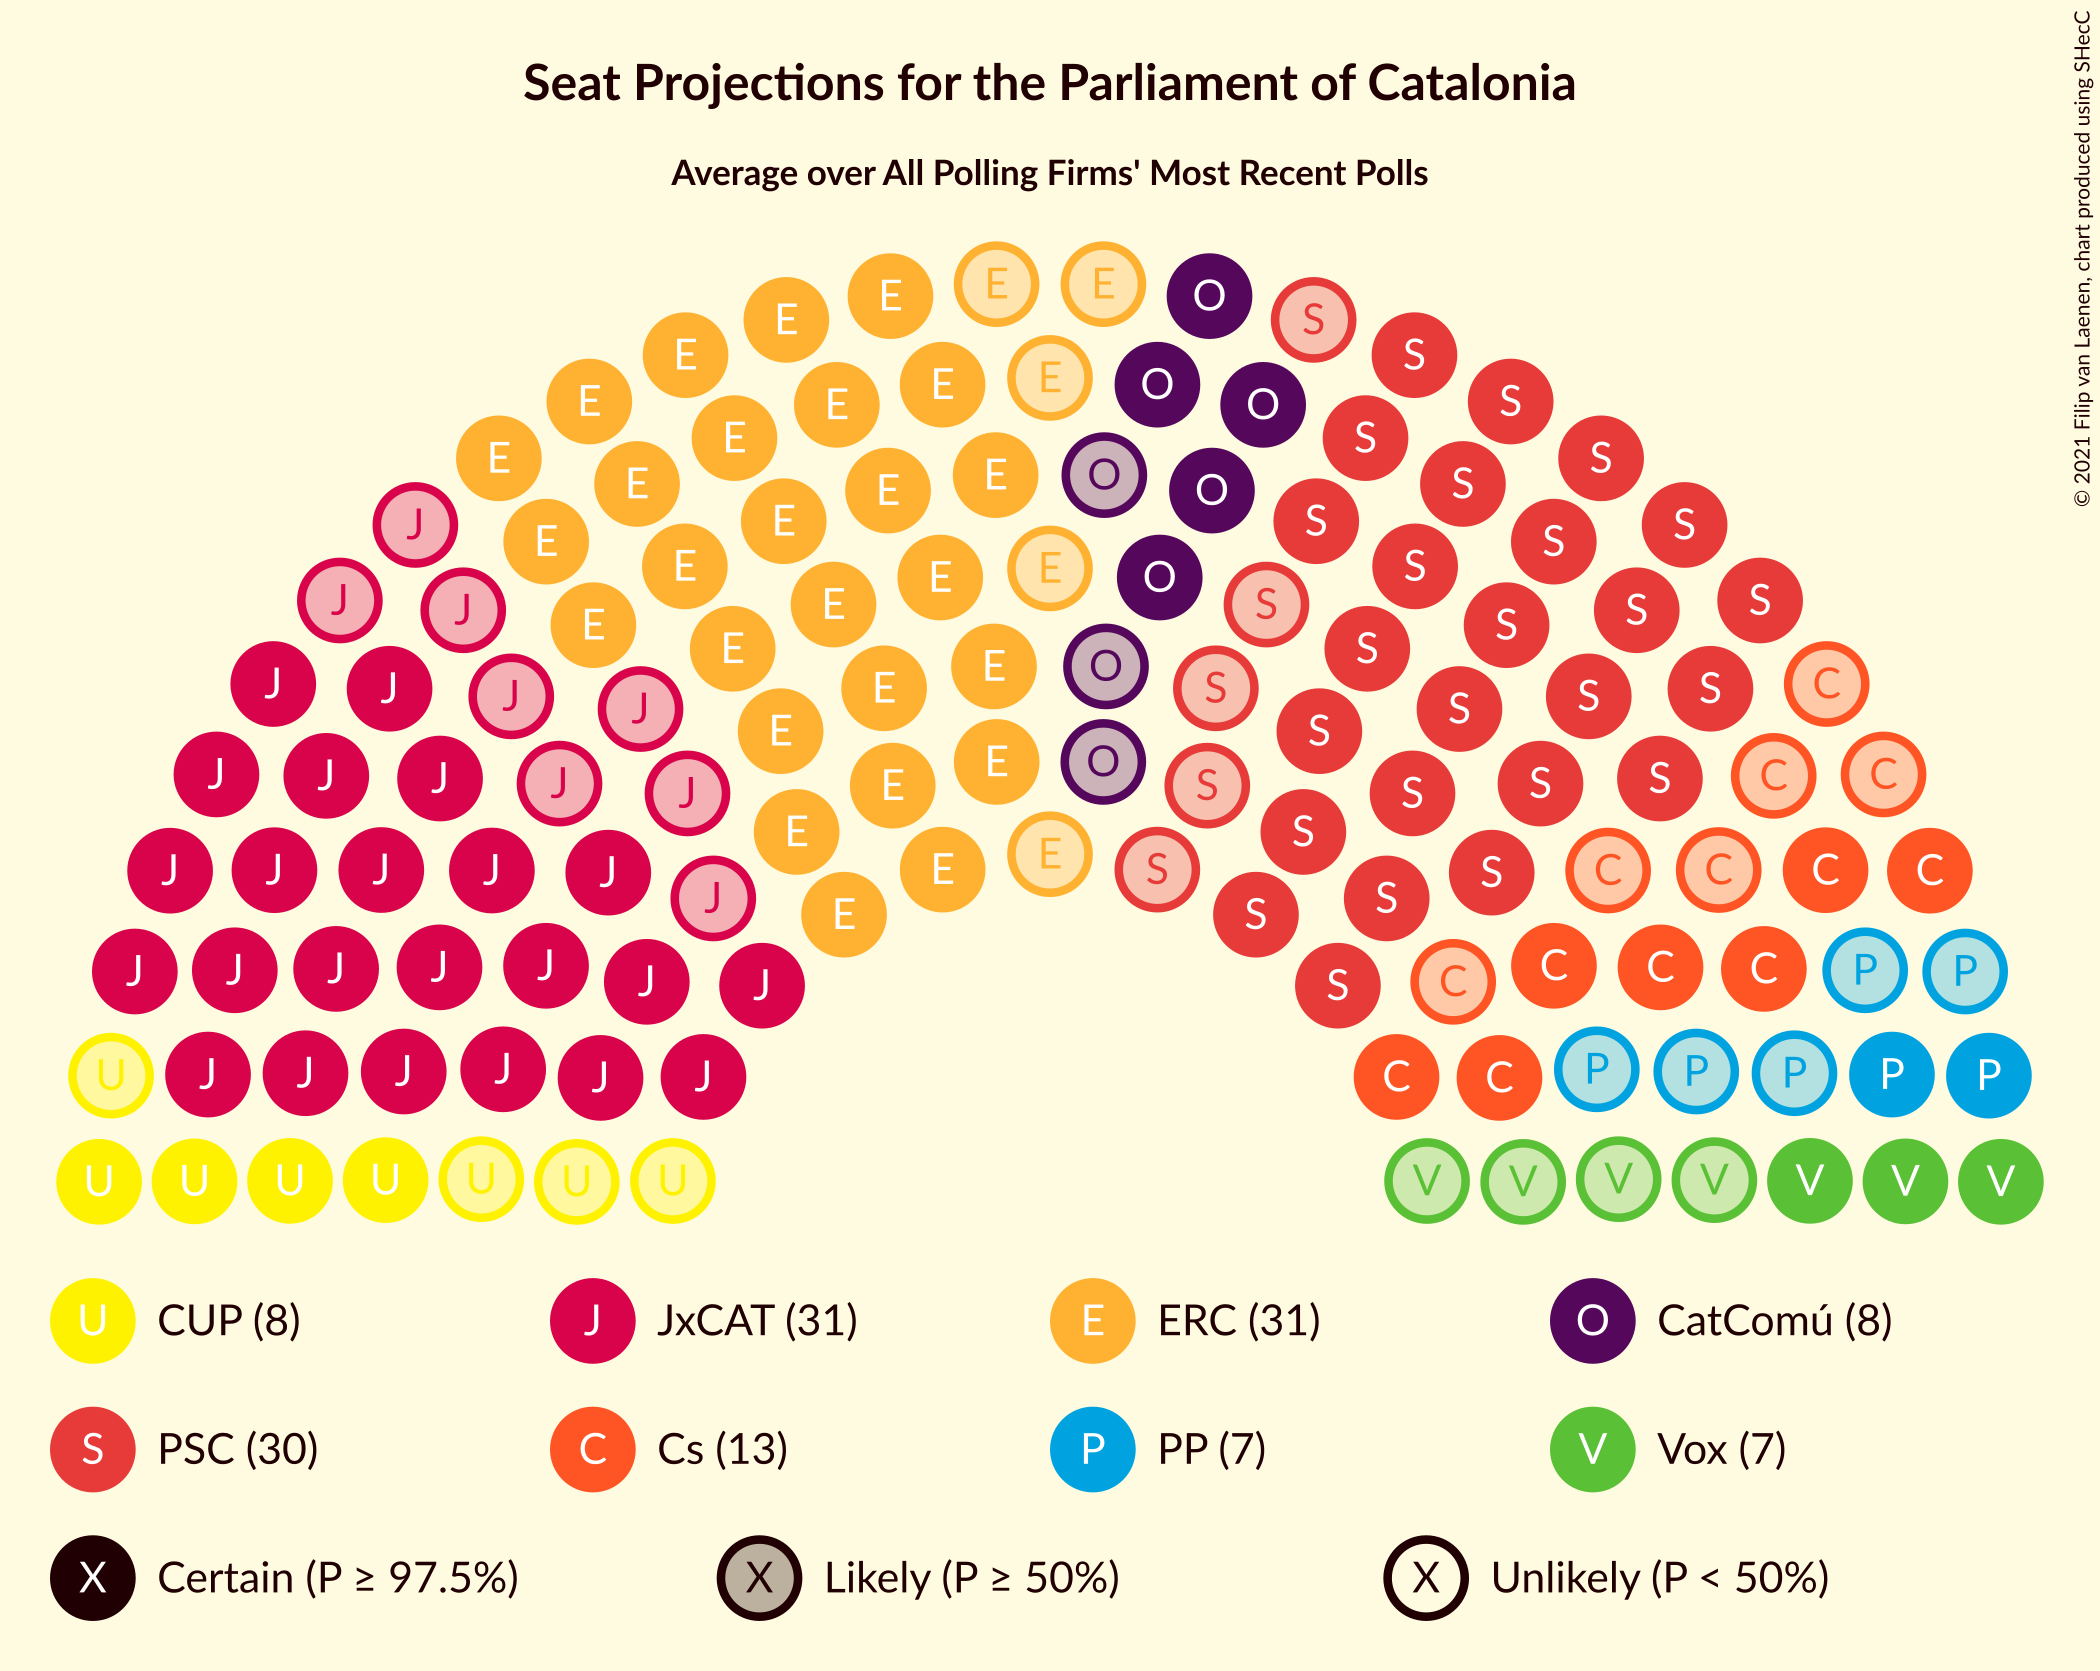 Seat Projections for the Parliament of Catalonia
Average over All Polling Firms' Most Recent Polls
© 2021 Filip van Laenen, chart produced using SHecC
E E E E O S
E E E E E O O S S
E E E E E O O S S S
J E E E E E O S S S S
J J E E E S S S S S
J J J J E E E O S S S S S C
J J J J J E E E O S S S S S C C
J J J J J J E E E S S S S C C C C
J J J J J J J S C C C C P P
U J J J J J J C C P P P P P
U U U U U U U V V V V V V V
U CUP (8)
J JxCAT (31)
E ERC (31)
O CatComú (8)
S PSC (30)
C Cs (13)
P PP (7)
V Vox (7)
X Certain (P ≥ 97.5%)
X Likely (P ≥ 50%)
X Unlikely (P < 50%)